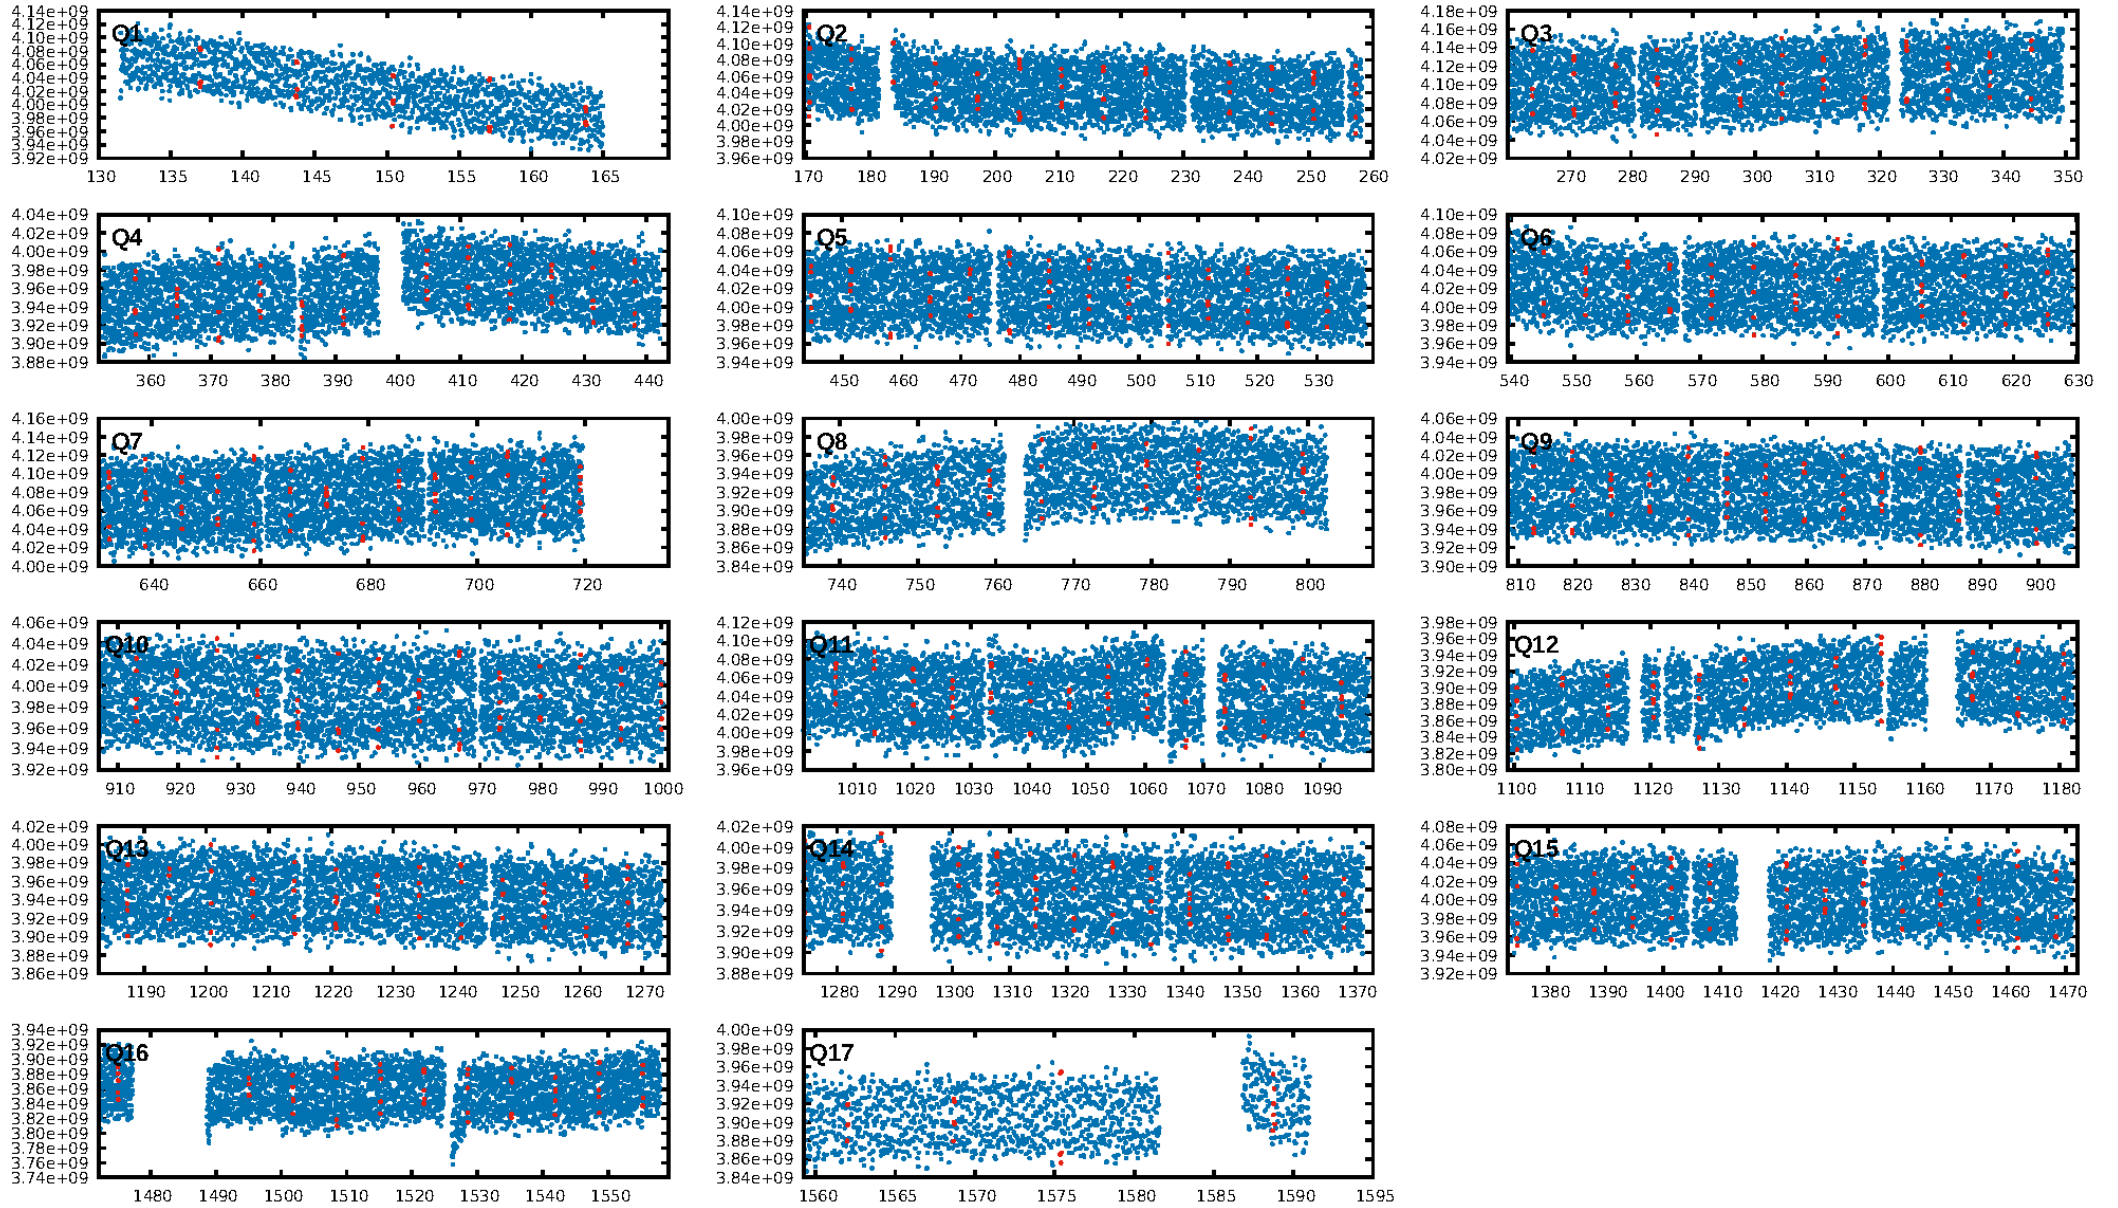 Q1
4.14e+09
4.12e+09
4.10e+09
4.08e+09
4.06e+09
4.04e+09
4.02e+09
4.00e+09
3.98e+09
3.96e+09
3.94e+09
3.92e+09
130 135 140 145 150 155 160 165
Q2
4.14e+09
4.12e+09
4.10e+09
4.08e+09
4.06e+09
4.04e+09
4.02e+09
4.00e+09
3.98e+09
3.96e+09
170 180 190 200 210 220 230 240 250 260
Q3
4.18e+09
4.16e+09
4.14e+09
4.12e+09
4.10e+09
4.08e+09
4.06e+09
4.04e+09
4.02e+09
270 280 290 300 310 320 330 340 350
Q4
4.04e+09
4.02e+09
4.00e+09
3.98e+09
3.96e+09
3.94e+09
3.92e+09
3.90e+09
3.88e+09
360 370 380 390 400 410 420 430 440
Q5
4.10e+09
4.08e+09
4.06e+09
4.04e+09
4.02e+09
4.00e+09
3.98e+09
3.96e+09
3.94e+09
450 460 470 480 490 500 510 520 530
Q6
4.10e+09
4.08e+09
4.06e+09
4.04e+09
4.02e+09
4.00e+09
3.98e+09
3.96e+09
3.94e+09
540 550 560 570 580 590 600 610 620 630
Q7
4.16e+09
4.14e+09
4.12e+09
4.10e+09
4.08e+09
4.06e+09
4.04e+09
4.02e+09
4.00e+09
640 660 680 700 720
Q8
4.00e+09
3.98e+09
3.96e+09
3.94e+09
3.92e+09
3.90e+09
3.88e+09
3.86e+09
3.84e+09
740 750 760 770 780 790 800
Q9
4.06e+09
4.04e+09
4.02e+09
4.00e+09
3.98e+09
3.96e+09
3.94e+09
3.92e+09
3.90e+09
810 820 830 840 850 860 870 880 890 900
Q10
4.06e+09
4.04e+09
4.02e+09
4.00e+09
3.98e+09
3.96e+09
3.94e+09
3.92e+09
910 920 930 940 950 960 970 980 990 1000
Q11
4.12e+09
4.10e+09
4.08e+09
4.06e+09
4.04e+09
4.02e+09
4.00e+09
3.98e+09
3.96e+09
1010 1020 1030 1040 1050 1060 1070 1080 1090
Q12
3.98e+09
3.96e+09
3.94e+09
3.92e+09
3.90e+09
3.88e+09
3.86e+09
3.84e+09
3.82e+09
3.80e+09
1100 1110 1120 1130 1140 1150 1160 1170 1180
Q13
4.02e+09
4.00e+09
3.98e+09
3.96e+09
3.94e+09
3.92e+09
3.90e+09
3.88e+09
3.86e+09
1190 1200 1210 1220 1230 1240 1250 1260 1270
Q14
4.02e+09
4.00e+09
3.98e+09
3.96e+09
3.94e+09
3.92e+09
3.90e+09
3.88e+09
1280 1290 1300 1310 1320 1330 1340 1350 1360 1370
Q15
4.08e+09
4.06e+09
4.04e+09
4.02e+09
4.00e+09
3.98e+09
3.96e+09
3.94e+09
3.92e+09
1380 1390 1400 1410 1420 1430 1440 1450 1460 1470
Q16
3.94e+09
3.92e+09
3.90e+09
3.88e+09
3.86e+09
3.84e+09
3.82e+09
3.80e+09
3.78e+09
3.76e+09
3.74e+09
1480 1490 1500 1510 1520 1530 1540 1550
Q17
4.00e+09
3.98e+09
3.96e+09
3.94e+09
3.92e+09
3.90e+09
3.88e+09
3.86e+09
3.84e+09
1560 1565 1570 1575 1580 1585 1590 1595